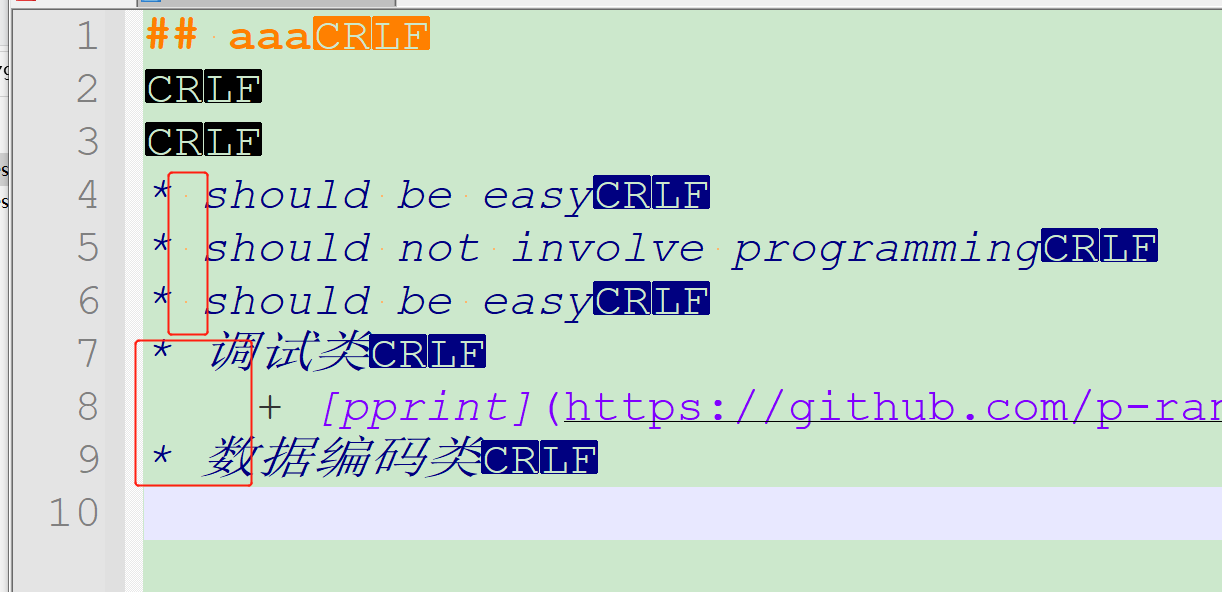 1 ## aaaCRLF
2 CRLF
3 CRLF
4 * should be easyCRLF
5 * should not involve programmingCRLF
6 * should be easyCRLF
7 * 调试类CRLF
8 + [pprint](https://github.com/p-ran
9 * 数据编码类CRLF
10